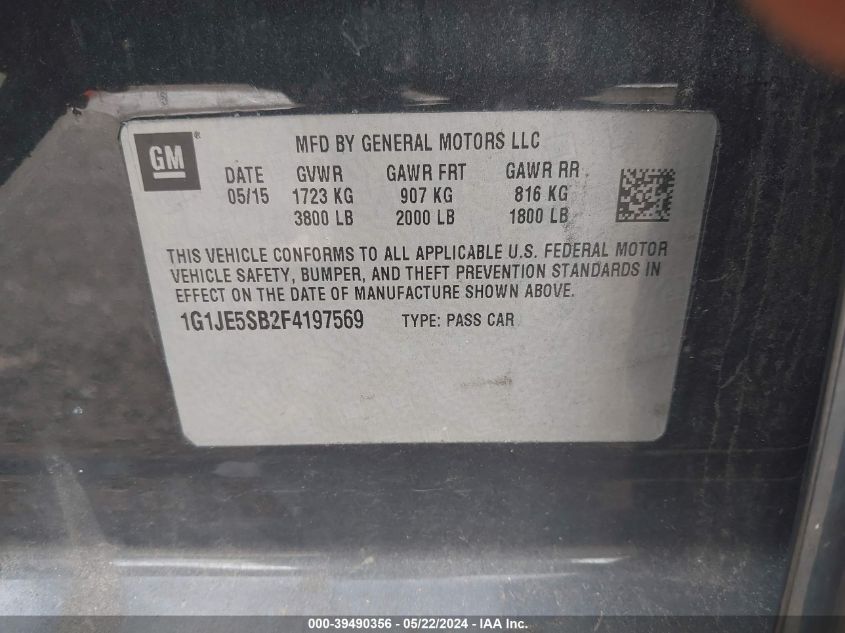 GM®
MFD BY GENERAL MOTORS LLC
DATE GVWR GAWR FRT GAWR RR
05/15 1723 KG 907 KG 816 KG
3800 LB 2000 LB 1800 LB
THIS VEHICLE CONFORMS TO ALL APPLICABLE U.S. FEDERAL MOTOR
VEHICLE SAFETY, BUMPER, AND THEFT PREVENTION STANDARDS IN
EFFECT ON THE DATE OF MANUFACTURE SHOWN ABOVE.
1G1JE5SB2F4197569 TYPE: PASS CAR
000-39490356 - 05/22/2024 - IAA Inc.